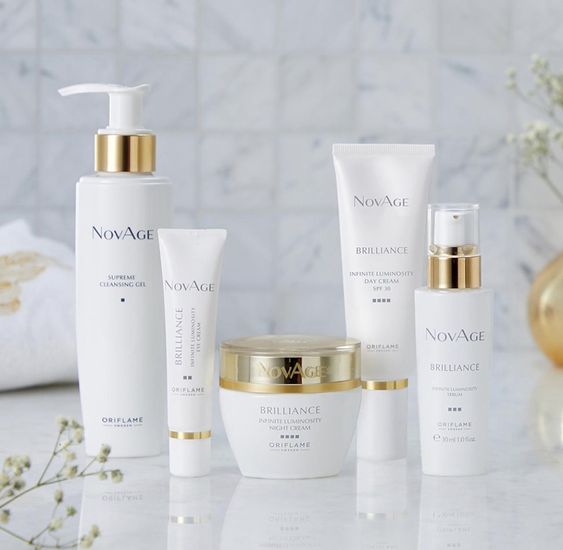 NOVAGE
SUPREME
CLEANSING GEL
ORIFLAME
SWEDEN
NOVAGE
BRILLIANCE
INFINITE LUMINOSITY
EYE CREAM
ORIFLAME
SWEDEN
NOVAGE
BRILLIANCE
INFINITE LUMINOSITY
NIGHT CREAM
ORIFLAME
SWEDEN
NOVAGE
BRILLIANCE
INFINITE LUMINOSITY
DAY CREAM
SPF 30
ORIFLAME
SWEDEN
NOVAGE
BRILLIANCE
INFINITE LUMINOSITY
SERUM
ORIFLAME
SWEDEN
℮ 30 ml 1.0 fl.oz.